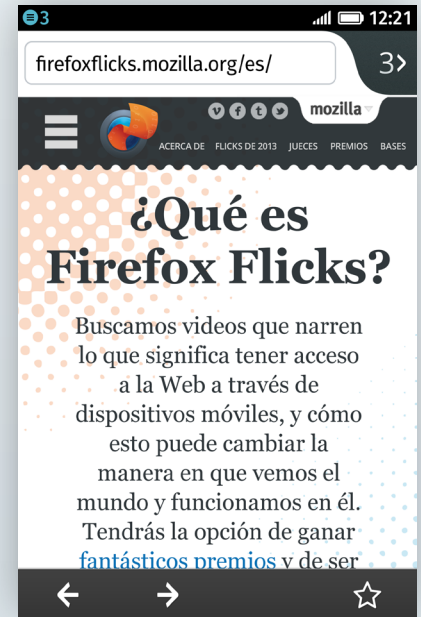 3 12:21
firefoxflicks.mozilla.org/es/ 3>
mozilla
ACERCA DE FLICKS DE 2013 JUECES PREMIOS BASES
¿Qué es
Firefox Flicks?
Buscamos videos que narren
lo que significa tener acceso
a la Web a través de
dispositivos móviles, y cómo
esto puede cambiar la
manera en que vemos el
mundo y funcionamos en él.
Tendrás la opción de ganar
fantásticos premios y de ser